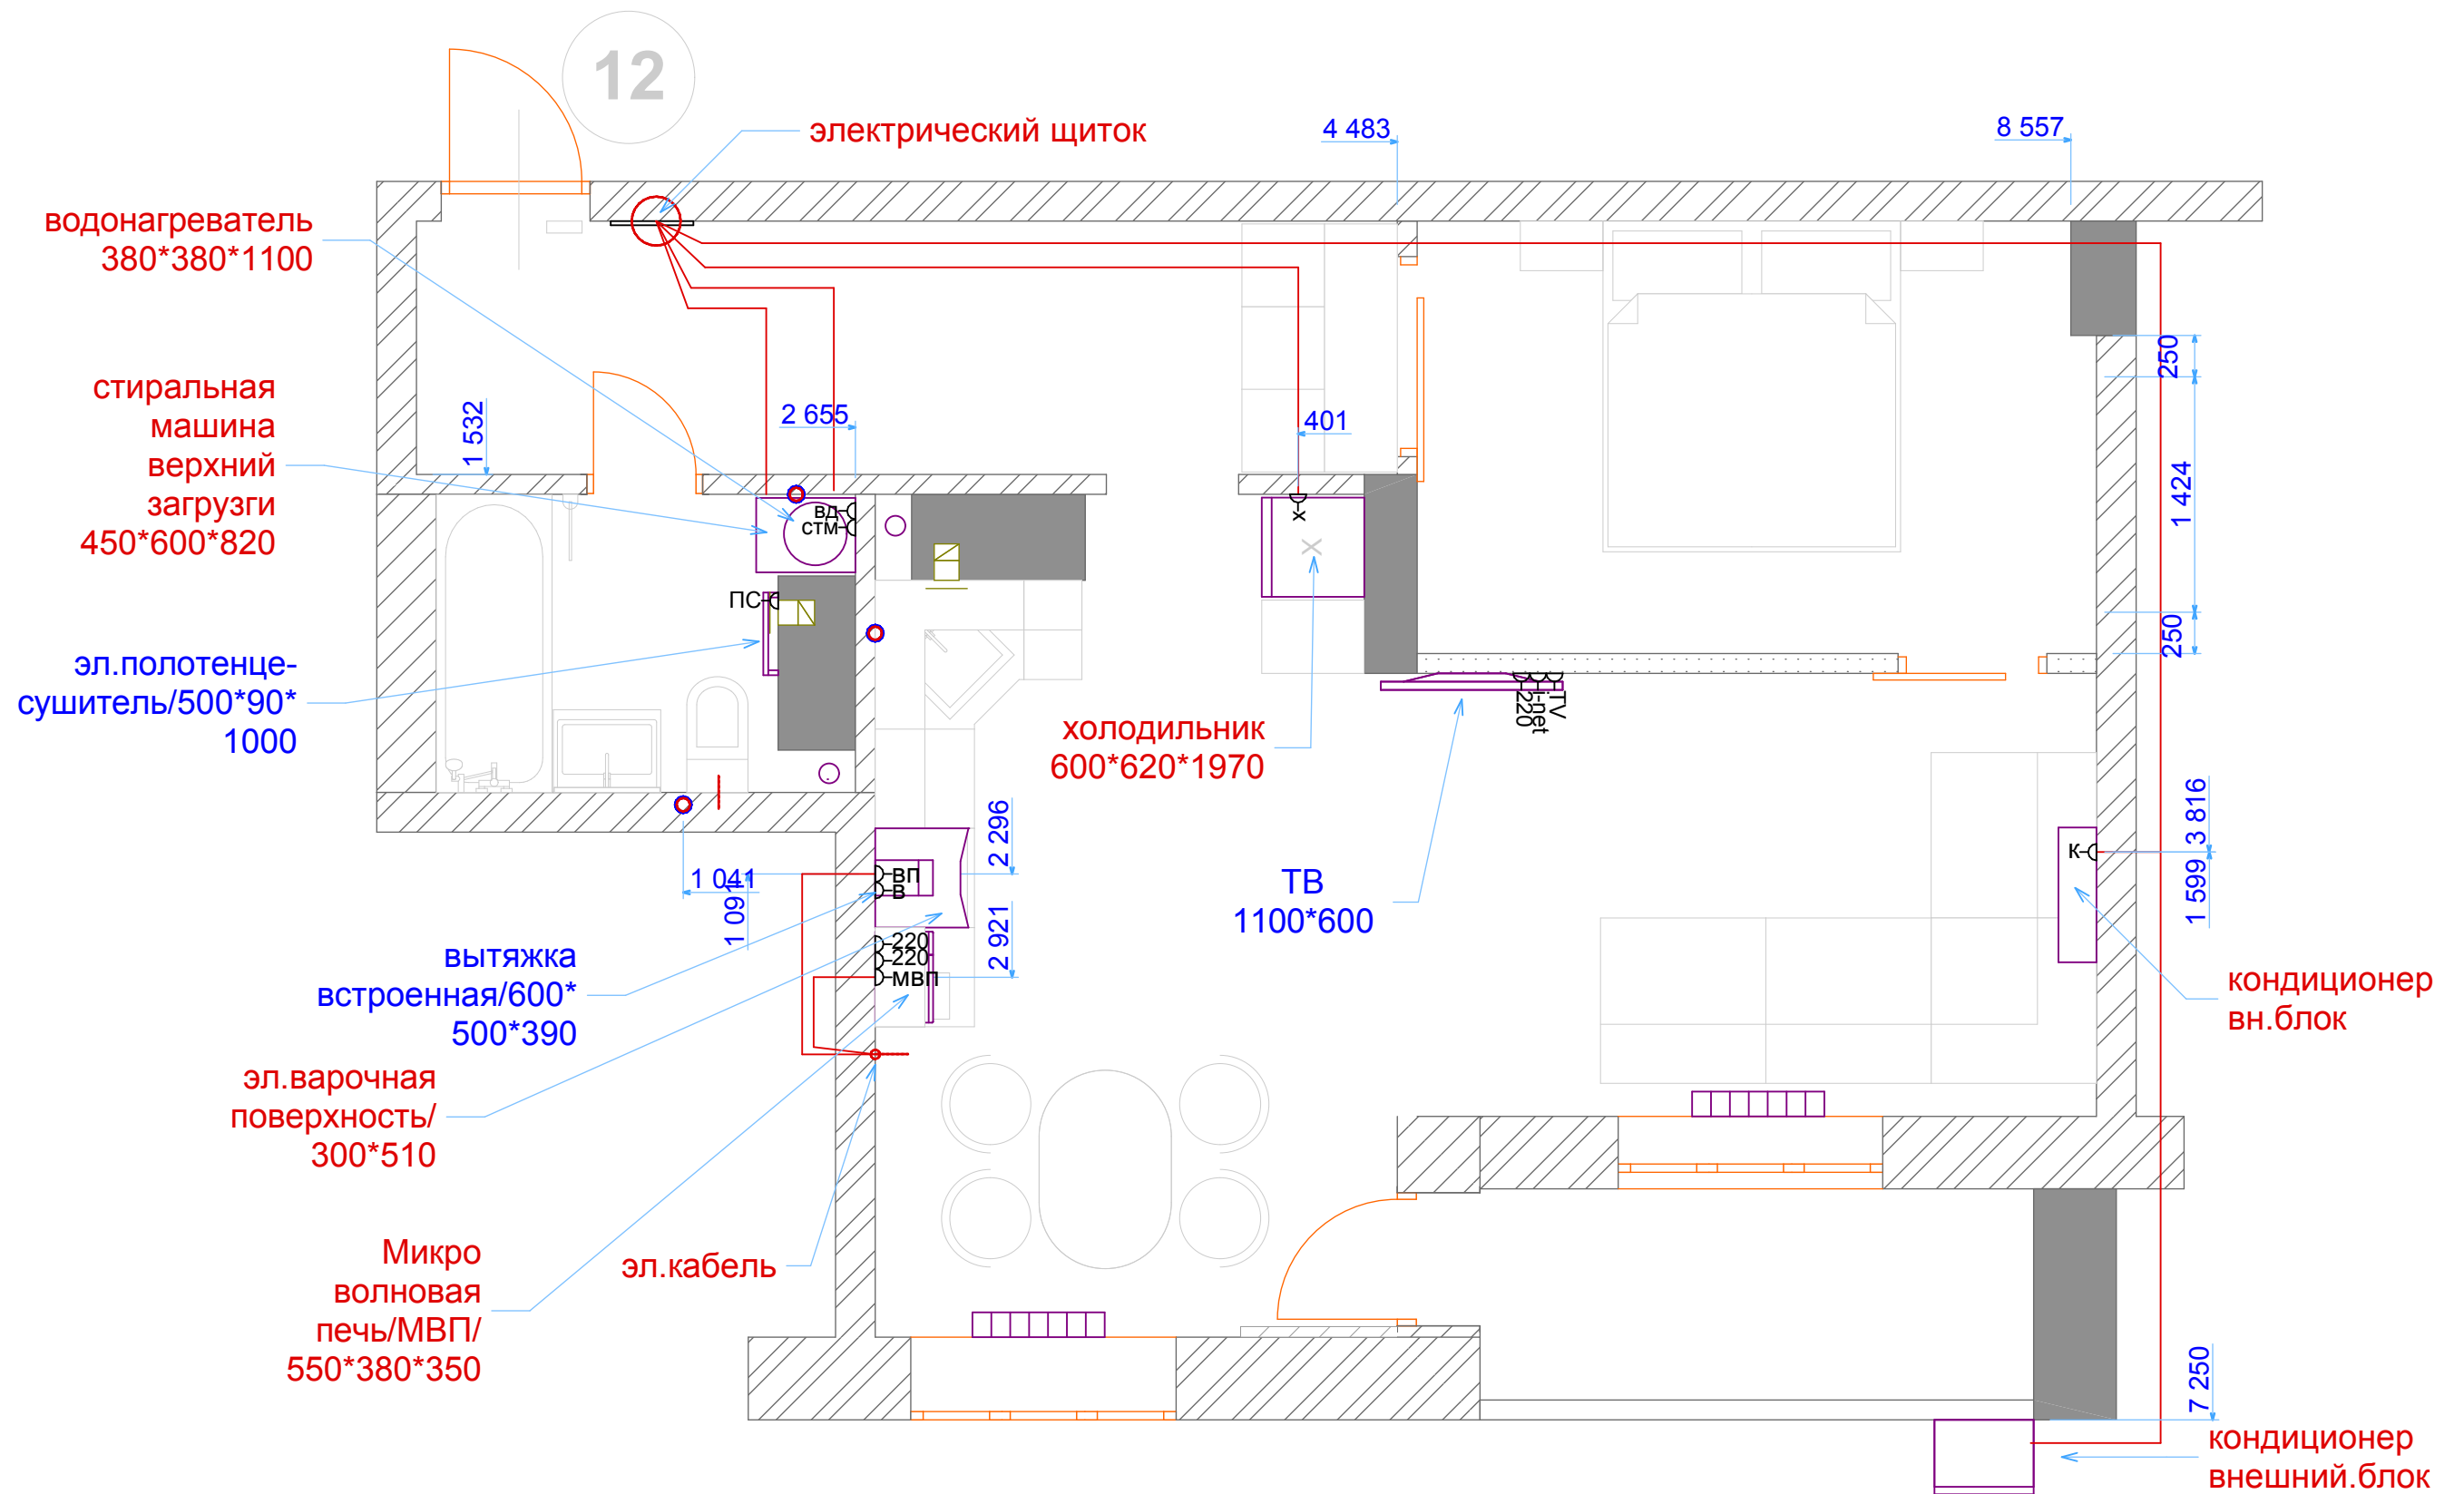 12
электрический щиток
4 483
8 557
водонагреватель
380*380*1100
стиральная
машина
верхний
загрузги
450*600*820
1 532
2 655
401
250
1 424
250
вд
стм
х
X
ПС
эл.полотенце-
сушитель/500*90*
1000
220
i-net
TV
холодильник
600*620*1970
ТВ
1100*600
2 296
3 816
1 599
к
1 041
1 091
вп
в
2 921
220
220
мвп
вытяжка
встроенная/600*
500*390
кондиционер
вн.блок
эл.варочная
поверхность/
300*510
Микро
волновая
печь/МВП/
550*380*350
эл.кабель
7 250
кондиционер
внешний.блок